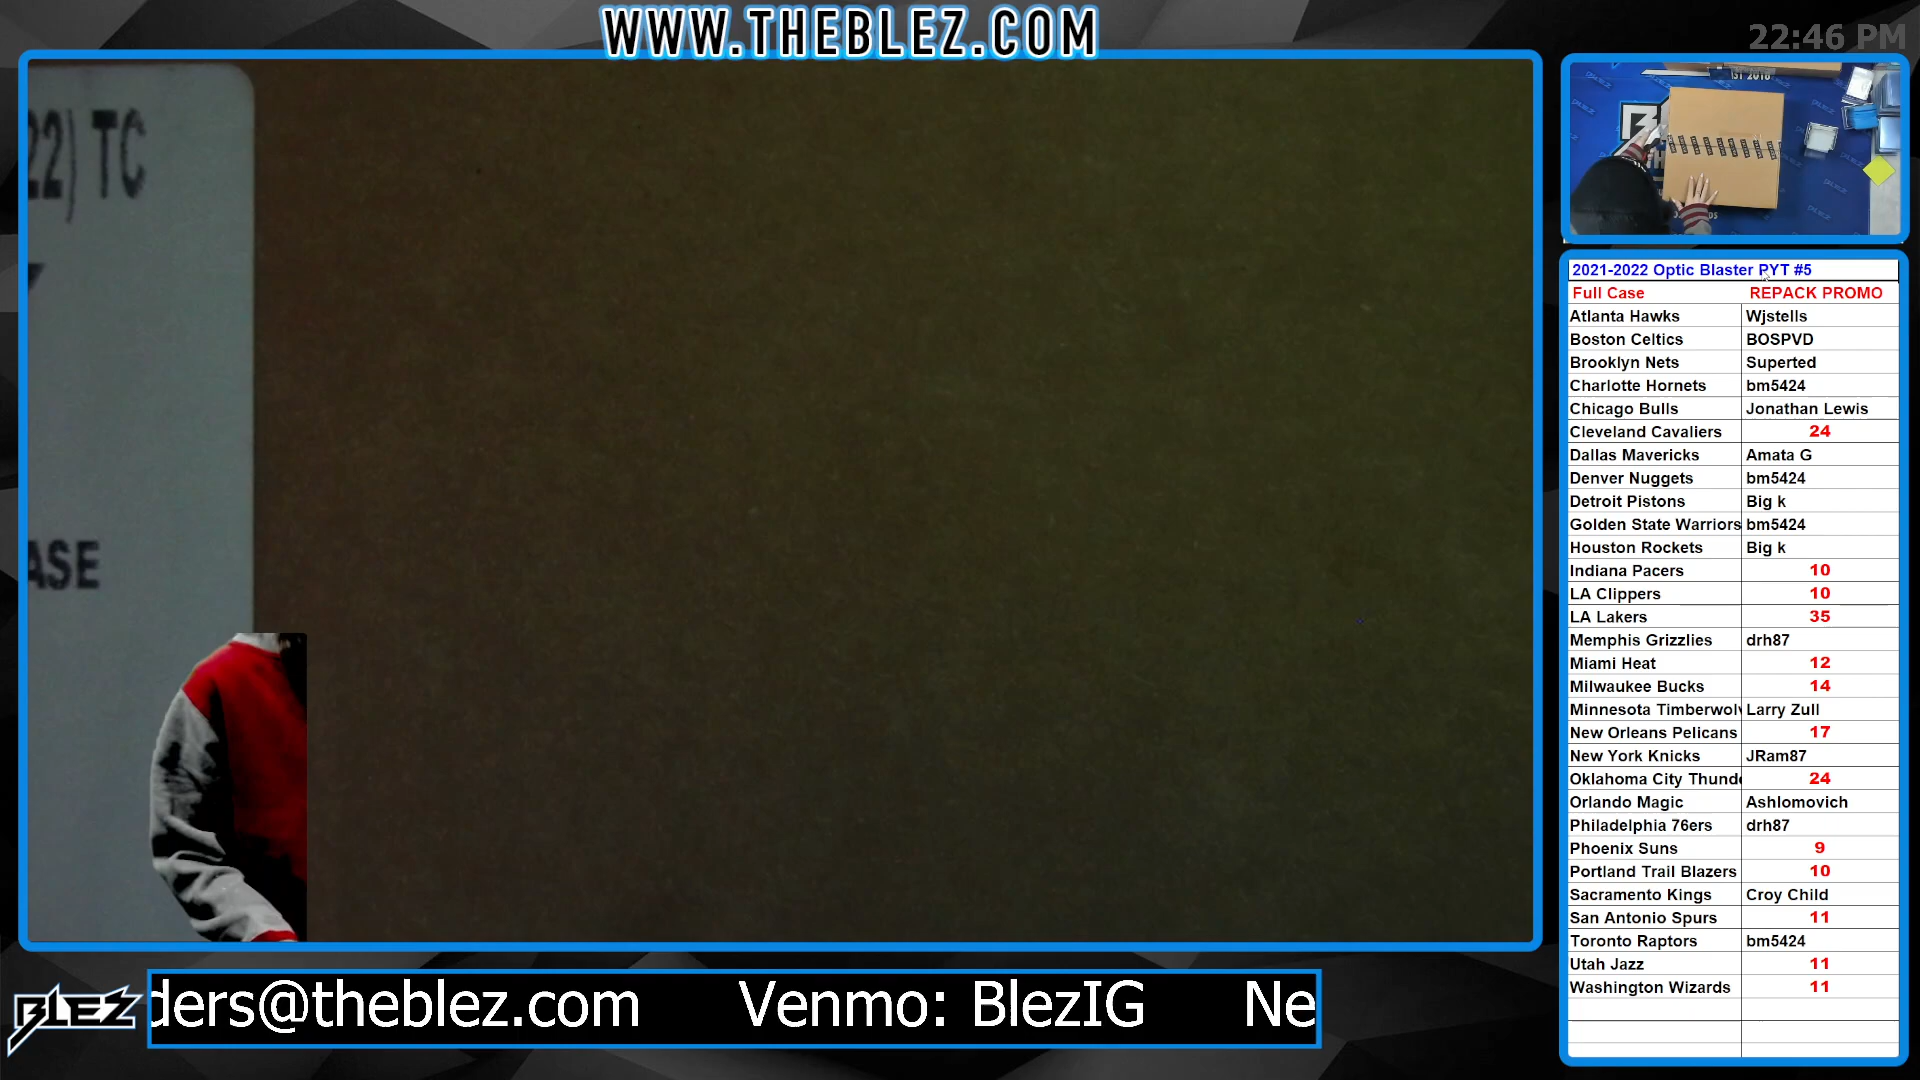 WWW.THEBLEZ.COM
22:46 PM
22) TC
ASE
2021-2022 Optic Blaster PYT #5
Full Case REPACK PROMO
Atlanta Hawks Wjstells
Boston Celtics BOSPVD
Brooklyn Nets Superted
Charlotte Hornets bm5424
Chicago Bulls Jonathan Lewis
Cleveland Cavaliers 24
Dallas Mavericks Amata G
Denver Nuggets bm5424
Detroit Pistons Big k
Golden State Warriors bm5424
Houston Rockets Big k
Indiana Pacers 10
LA Clippers 10
LA Lakers 35
Memphis Grizzlies drh87
Miami Heat 12
Milwaukee Bucks 14
Minnesota Timberwolv Larry Zull
New Orleans Pelicans 17
New York Knicks JRam87
Oklahoma City Thunde 24
Orlando Magic Ashlomovich
Philadelphia 76ers drh87
Phoenix Suns 9
Portland Trail Blazers 10
Sacramento Kings Croy Child
San Antonio Spurs 11
Toronto Raptors bm5424
Utah Jazz 11
Washington Wizards 11
BLEZ
ders@theblez.com Venmo: BlezIG Ne